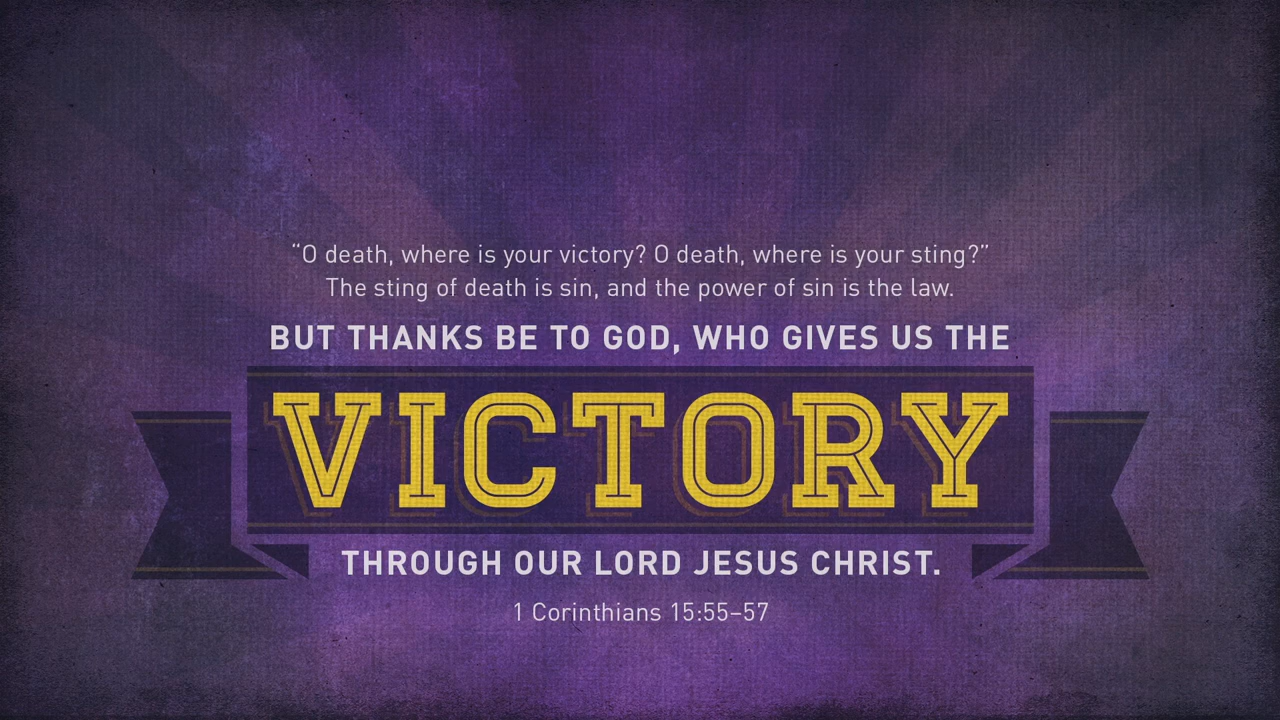 “O death, where is your victory? O death, where is your sting?”
The sting of death is sin, and the power of sin is the law.
BUT THANKS BE TO GOD, WHO GIVES US THE
VICTORY
THROUGH OUR LORD JESUS CHRIST.
1 Corinthians 15:55–57